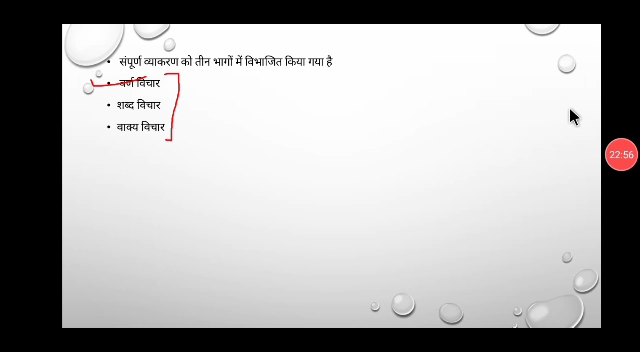 • संपूर्ण व्याकरण को तीन भागों में विभाजित किया गया है
• वर्ण विचार
• शब्द विचार
• वाक्य विचार
22:56